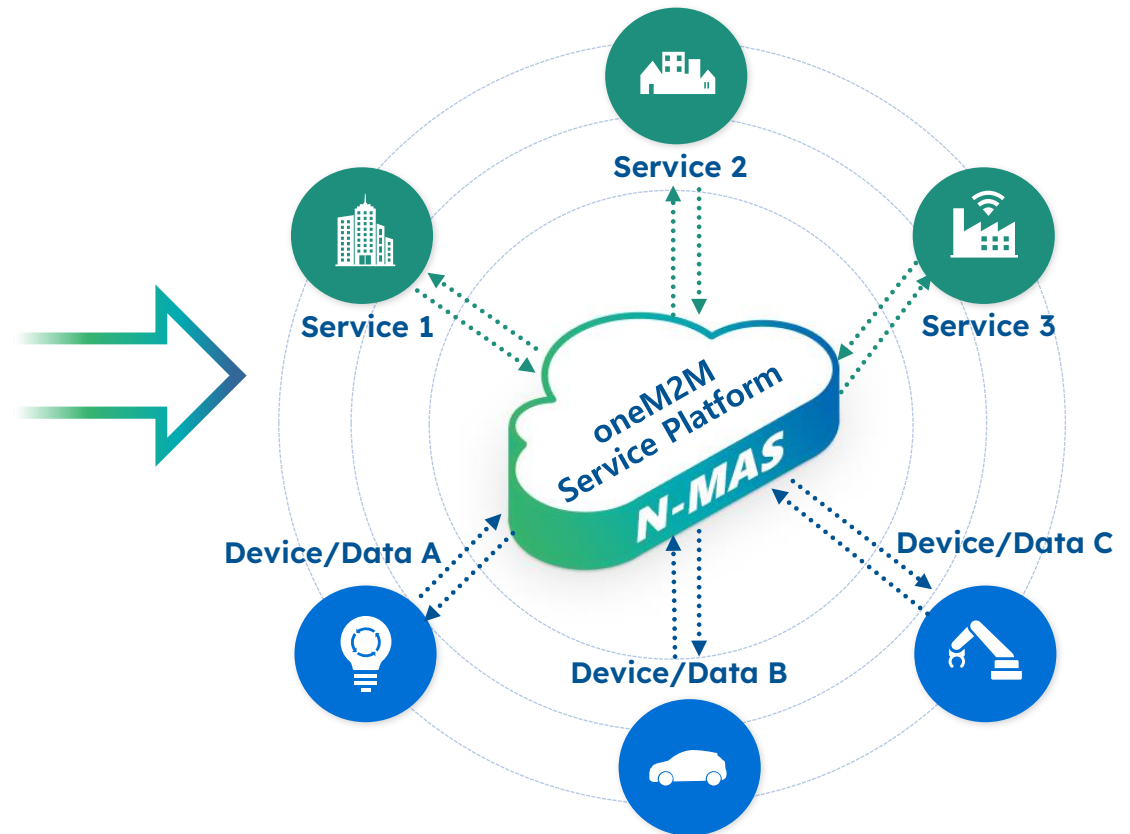 Service 2
Service 1
Service 3
oneM2M
Service Platform
N-MAS
Device/Data A
Device/Data C
Device/Data B